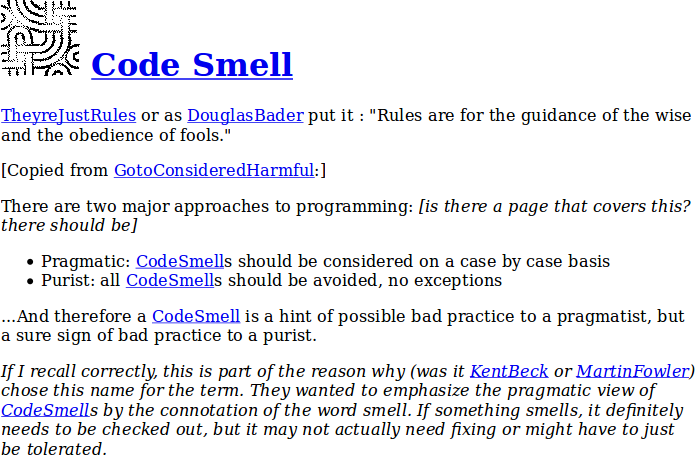 Code Smell
TheyreJustRules or as DouglasBader put it : "Rules are for the guidance of the wise
and the obedience of fools."
[Copied from GotoConsideredHarmful:]
There are two major approaches to programming: [is there a page that covers this?
there should be]
• Pragmatic: CodeSmells should be considered on a case by case basis
• Purist: all CodeSmells should be avoided, no exceptions
...And therefore a CodeSmell is a hint of possible bad practice to a pragmatist, but
a sure sign of bad practice to a purist.
If I recall correctly, this is part of the reason why (was it KentBeck or MartinFowler)
chose this name for the term. They wanted to emphasize the pragmatic view of
CodeSmells by the connotation of the word smell. If something smells, it definitely
needs to be checked out, but it may not actually need fixing or might have to just
be tolerated.